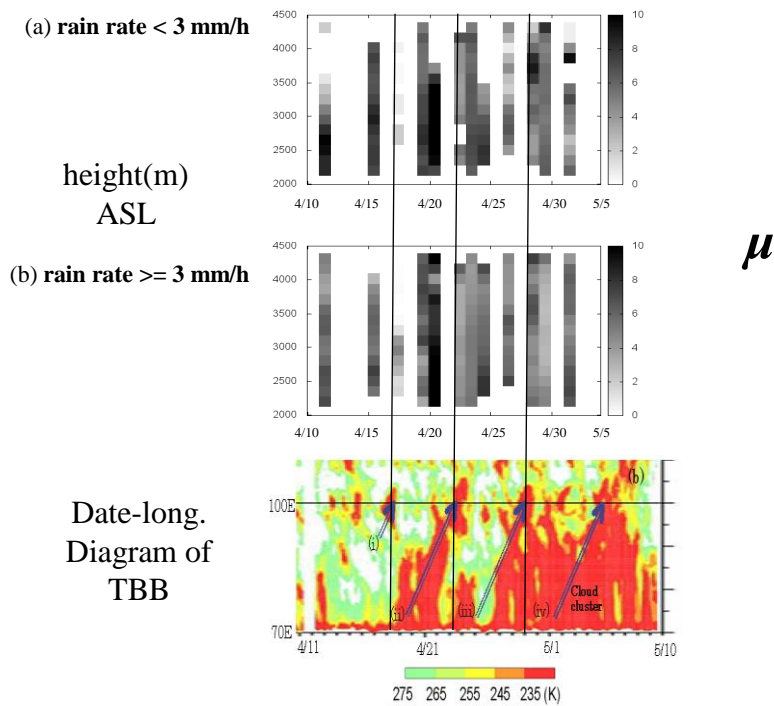 (a) rain rate < 3 mm/h
4500
4000
3500
3000
2500
2000
4/10
4/15
4/20
4/25
4/30
5/5
10
8
6
4
2
0
height(m)
ASL
μ
(b) rain rate >= 3 mm/h
4500
4000
3500
3000
2500
2000
4/10
4/15
4/20
4/25
4/30
5/5
10
8
6
4
2
0
Date-long.
Diagram of
TBB
(b)
100E
(i)
(ii)
(iii)
(iv)
Cloud
cluster
70E
4/11
4/21
5/1
5/10
275 265 255 245 235 (K)